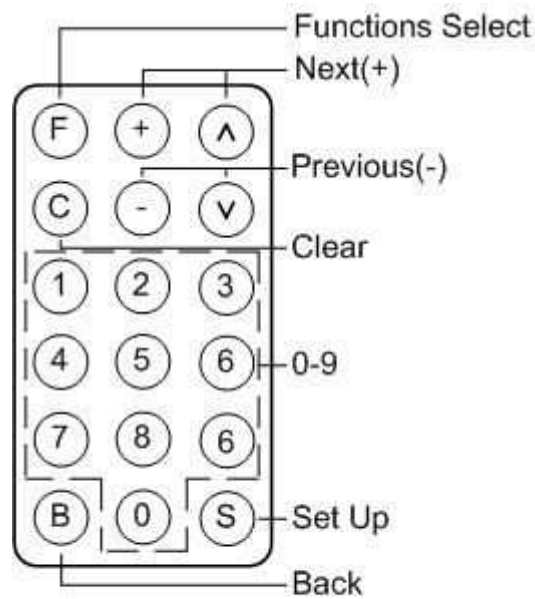 Functions Select
Next(+)
F + ∧
Previous(-)
C - ∨
Clear
1 2 3
4 5 6 0-9
7 8 6
B 0 S Set Up
Back